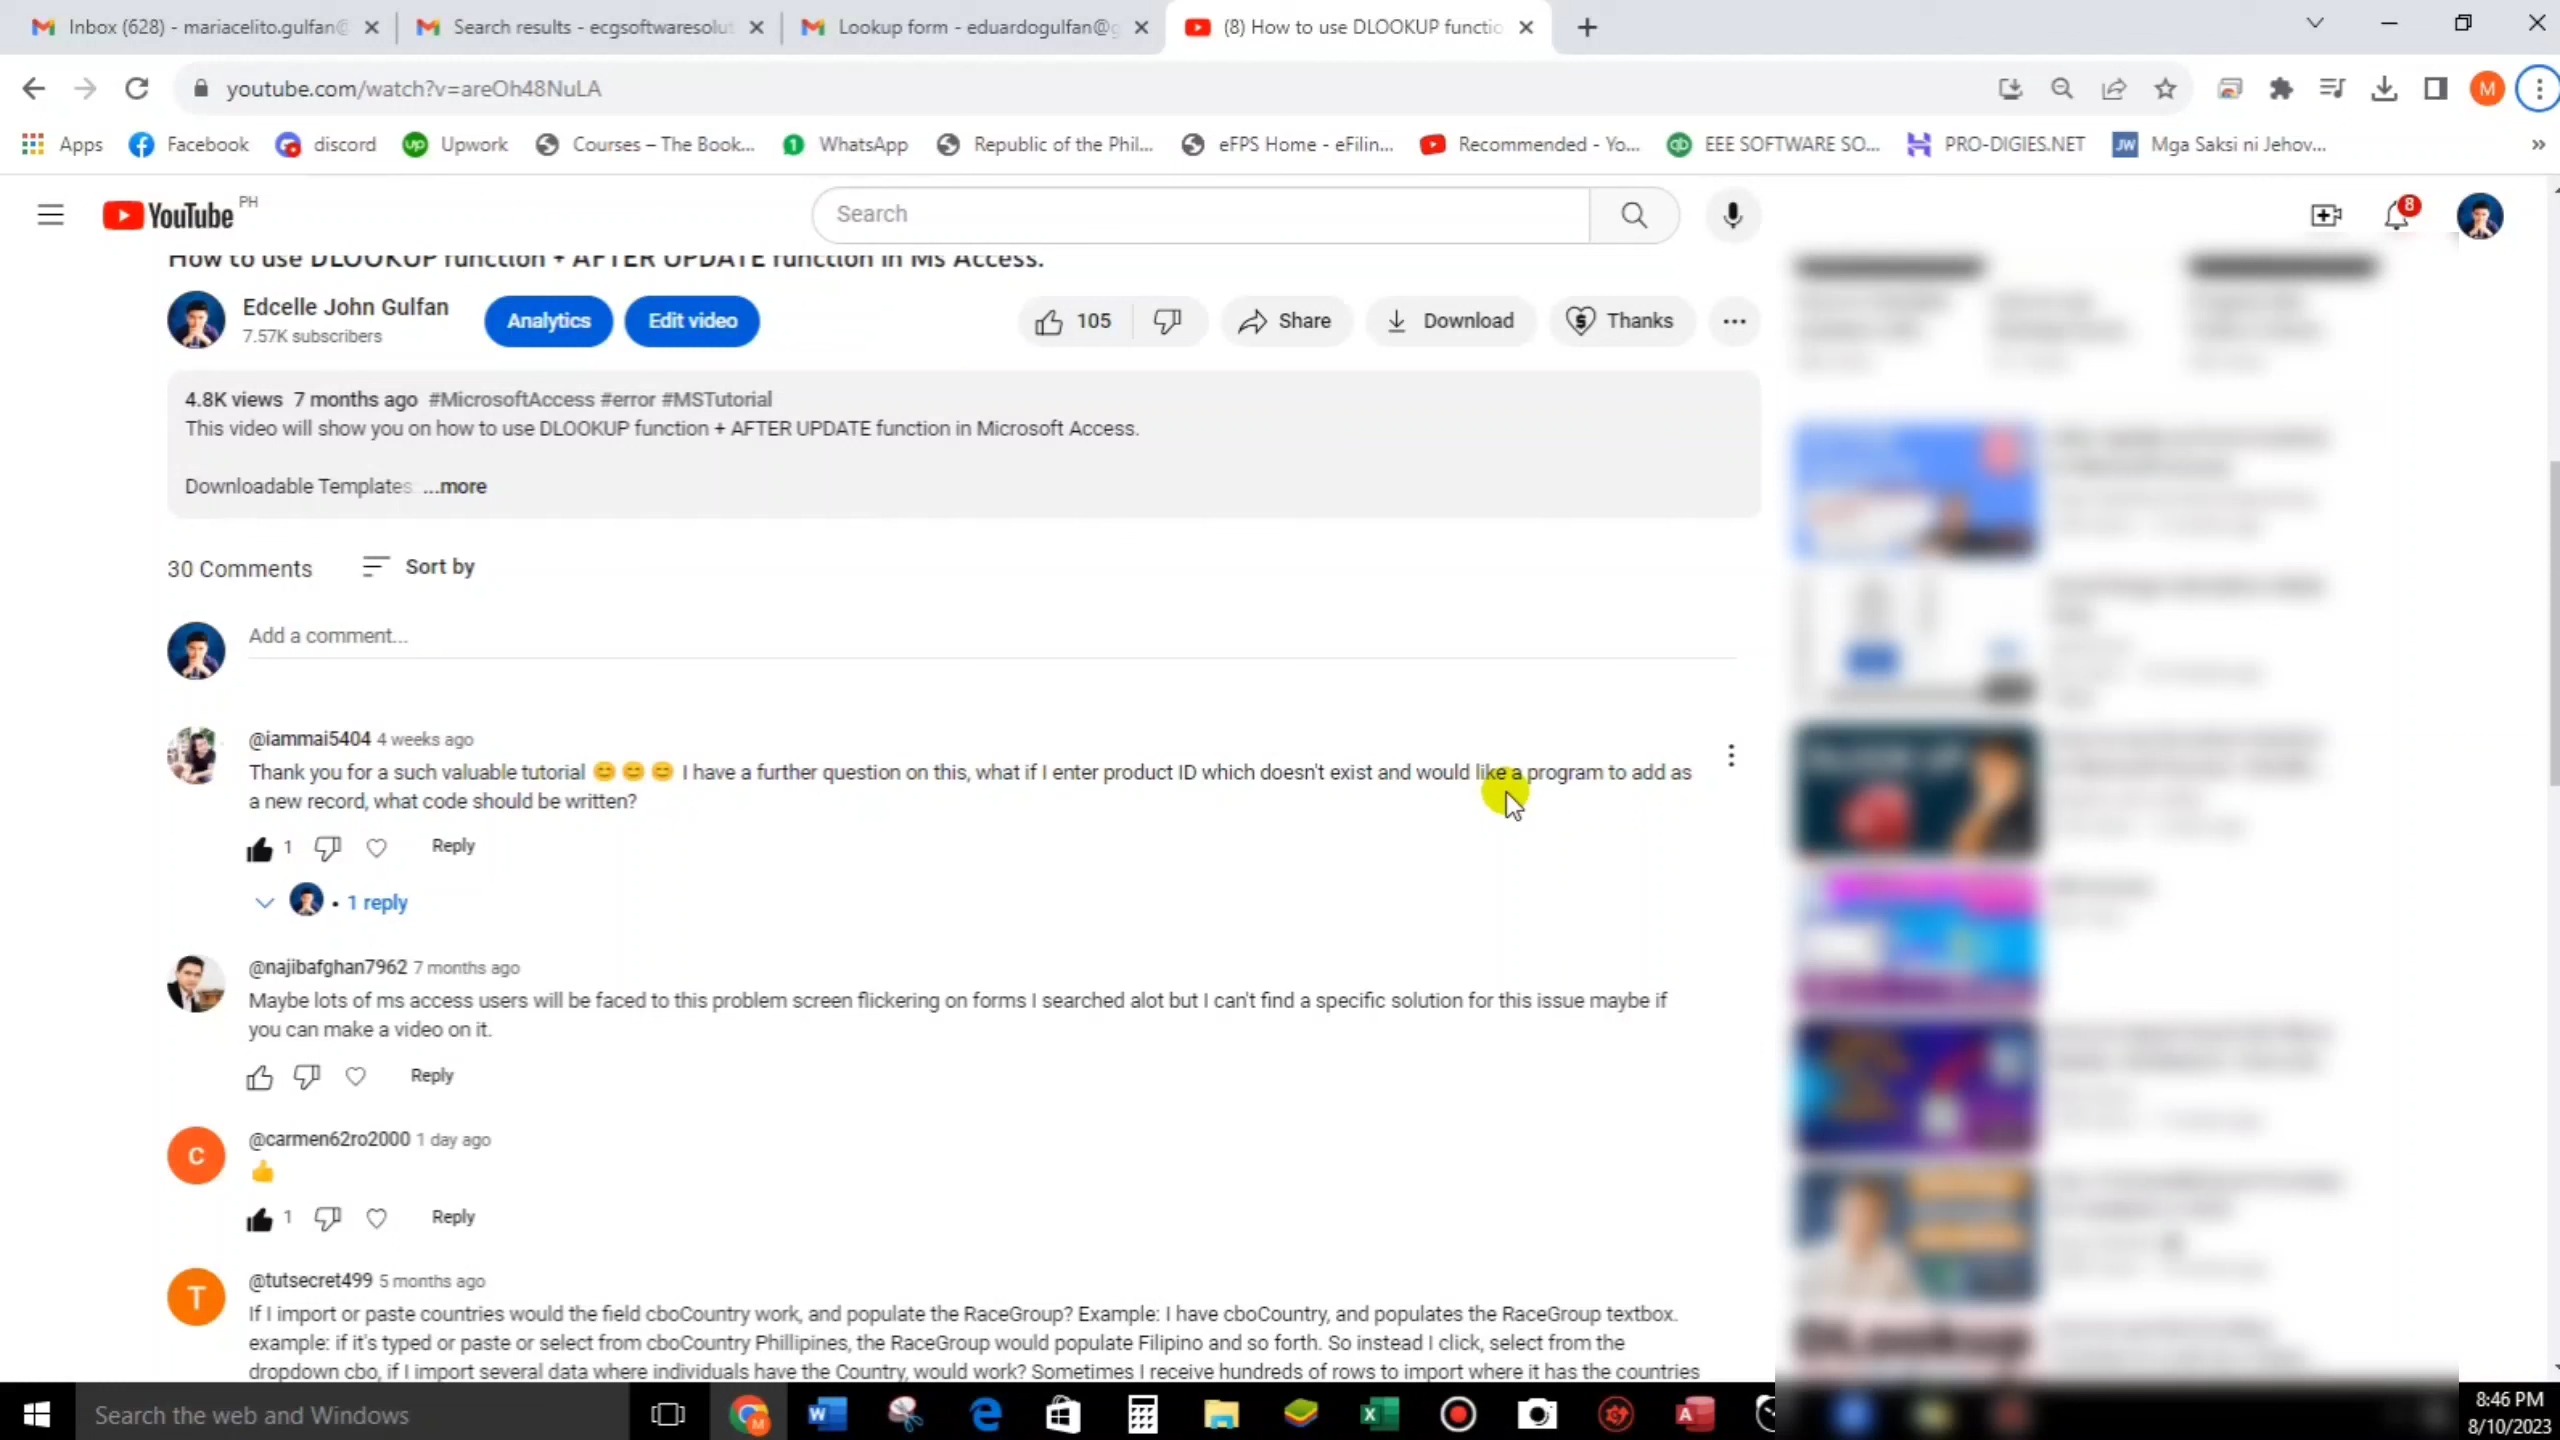 Inbox (628) - mariacelito.gulfan@
Search results - ecgsoftwaresolut
Lookup form - eduardogulfan@g
(8) How to use DLOOKUP functio
youtube.com/watch?v=areOh48NuLA
M
Apps
Facebook
discord
Upwork
Courses – The Book...
WhatsApp
Republic of the Phil...
eFPS Home - eFilin...
Recommended - Yo...
EEE SOFTWARE SO...
PRO-DIGIES.NET
Mga Saksi ni Jehov...
YouTube PH
Search
8
How to use DLOOKUP function + AFTER UPDATE function in Ms Access.
Edcelle John Gulfan
7.57K subscribers
Analytics
Edit video
105
Share
Download
Thanks
4.8K views 7 months ago #MicrosoftAccess #error #MSTutorial
This video will show you on how to use DLOOKUP function + AFTER UPDATE function in Microsoft Access.
Downloadable Templates ...more
30 Comments
Sort by
Add a comment...
@iammai5404 4 weeks ago
Thank you for a such valuable tutorial 😊 😊 😊 I have a further question on this, what if I enter product ID which doesn't exist and would like a program to add as
a new record, what code should be written?
1
Reply
• 1 reply
@najibafghan7962 7 months ago
Maybe lots of ms access users will be faced to this problem screen flickering on forms I searched alot but I can't find a specific solution for this issue maybe if
you can make a video on it.
Reply
C
@carmen62ro2000 1 day ago
👍
1
Reply
T
@tutsecret499 5 months ago
If I import or paste countries would the field cboCountry work, and populate the RaceGroup? Example: I have cboCountry, and populates the RaceGroup textbox.
example: if it's typed or paste or select from cboCountry Phillipines, the RaceGroup would populate Filipino and so forth. So instead I click, select from the
dropdown cbo, if I import several data where individuals have the Country, would work? Sometimes I receive hundreds of rows to import where it has the countries
Search the web and Windows
8:46 PM
8/10/2023